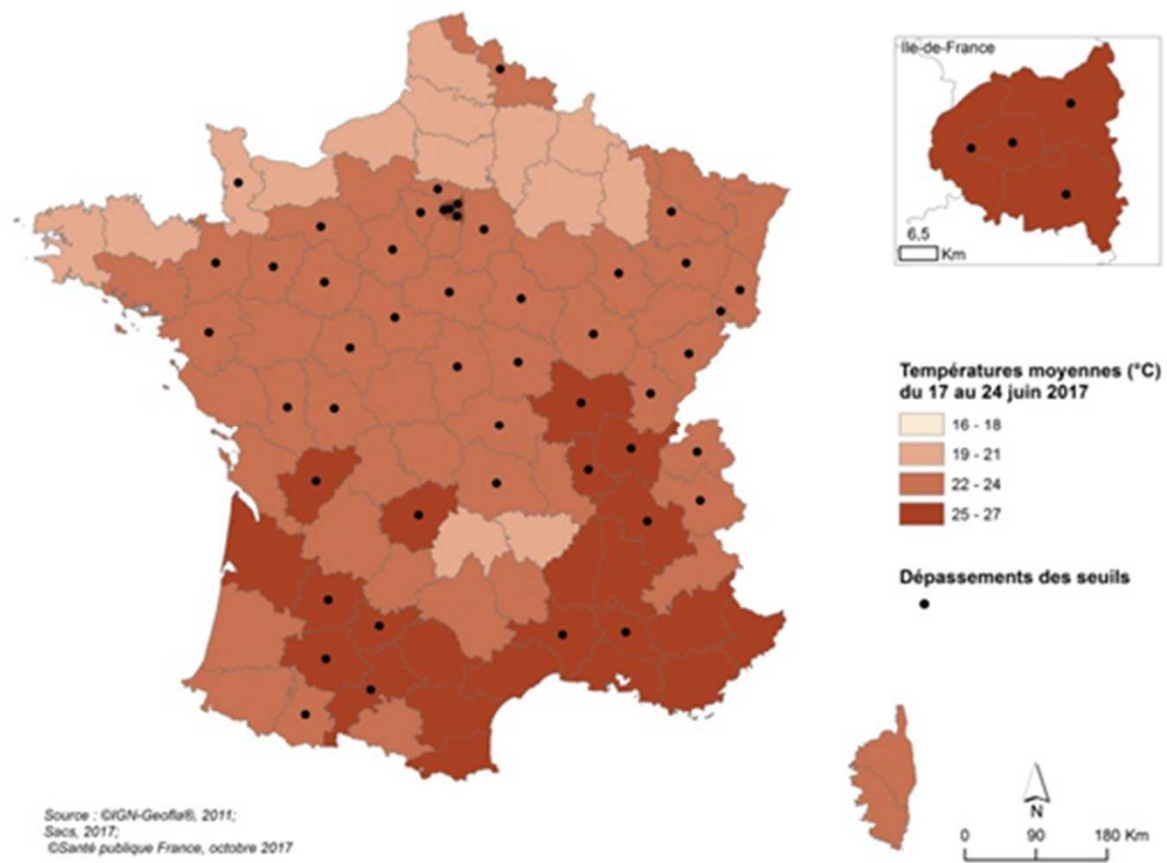 Ile-de-France
6,5
Km
Températures moyennes (°C)
du 17 au 24 juin 2017
16 - 18
19 - 21
22 - 24
25 - 27
Dépassements des seuils
N
0 90 180 Km
Source : ©IGN-Geofla®, 2011;
Sacs, 2017;
©Santé publique France, octobre 2017